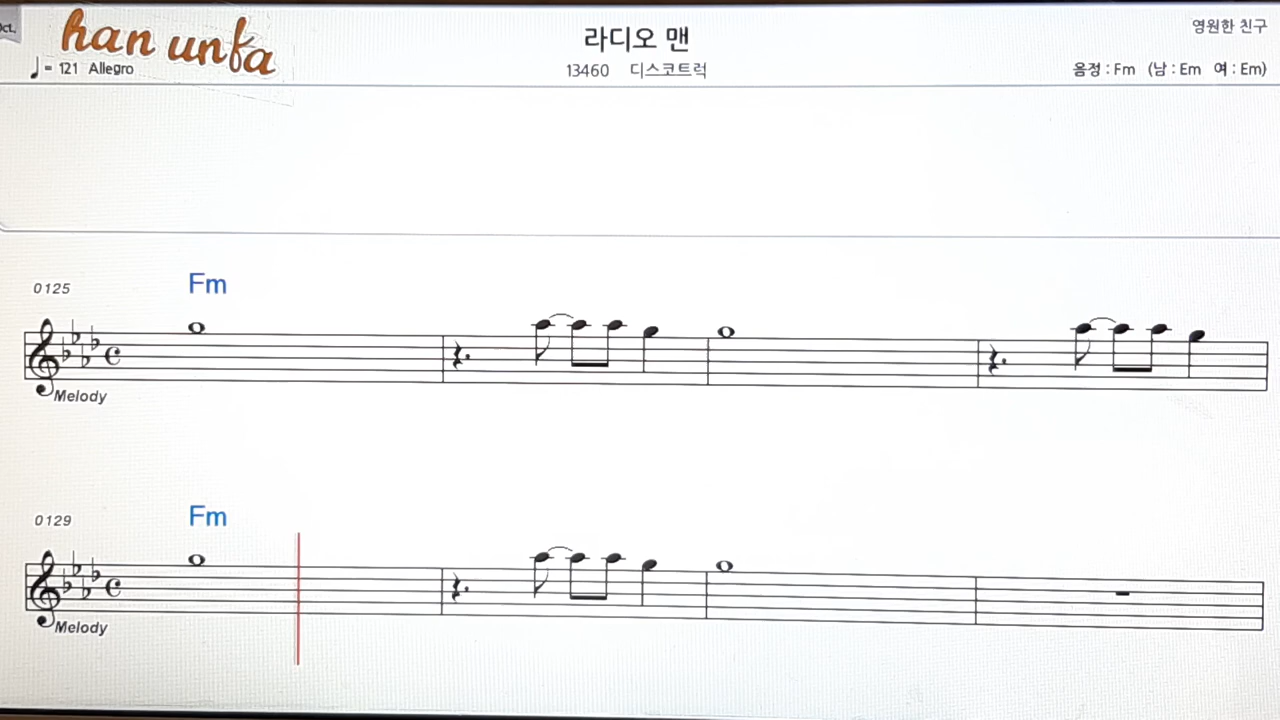 Oct.
han unfa
라디오 맨
영원한 친구
= 121 Allegro
13460 디스코트럭
음정 : Fm (남 : Em 여 : Em)
0125
Fm
Melody
0129
Fm
Melody